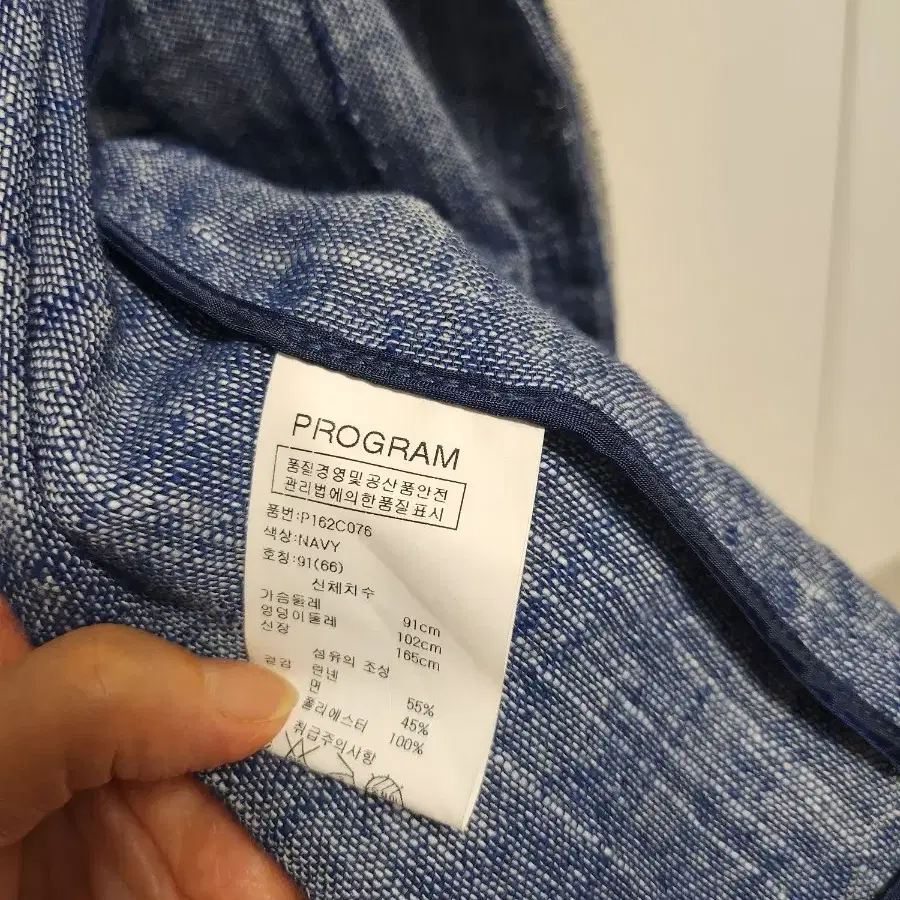 PROGRAM
품질경영및공산품안전
관리법에의한품질표시
품번:P162C076
색상:NAVY
호칭:91(66)
신체치수
가슴둘레 91cm
엉덩이둘레 102cm
신장 165cm
섬유의 조성
겉감 린넨 55%
면 45%
폴리에스터 100%
취급주의사항